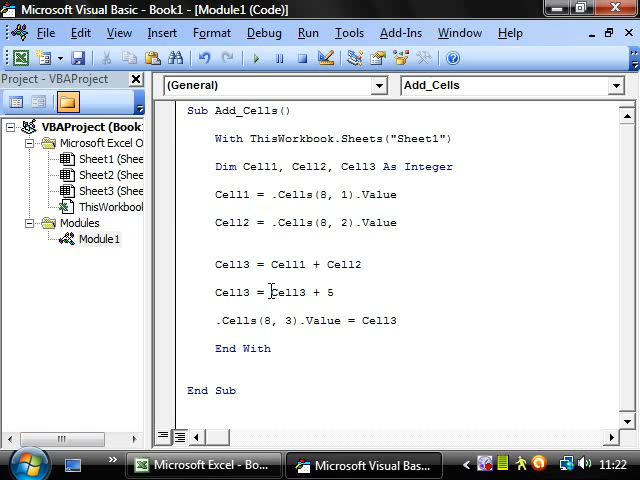 Microsoft Visual Basic - Book1 - [Module1 (Code)]
File Edit View Insert Format Debug Run Tools Add-Ins Window Help
Project - VBAProject
(General) Add_Cells
VBAProject (Book
Microsoft Excel O
Sheet1 (Shee
Sheet2 (Shee
Sheet3 (Shee
ThisWorkbook
Modules
Module1
Sub Add_Cells()
With ThisWorkbook.Sheets("Sheet1")
Dim Cell1, Cell2, Cell3 As Integer
Cell1 = .Cells(8, 1).Value
Cell2 = .Cells(8, 2).Value
Cell3 = Cell1 + Cell2
Cell3 = Cell3 + 5
.Cells(8, 3).Value = Cell3
End With
End Sub
Microsoft Excel - Bo...
Microsoft Visual Bas...
11:22